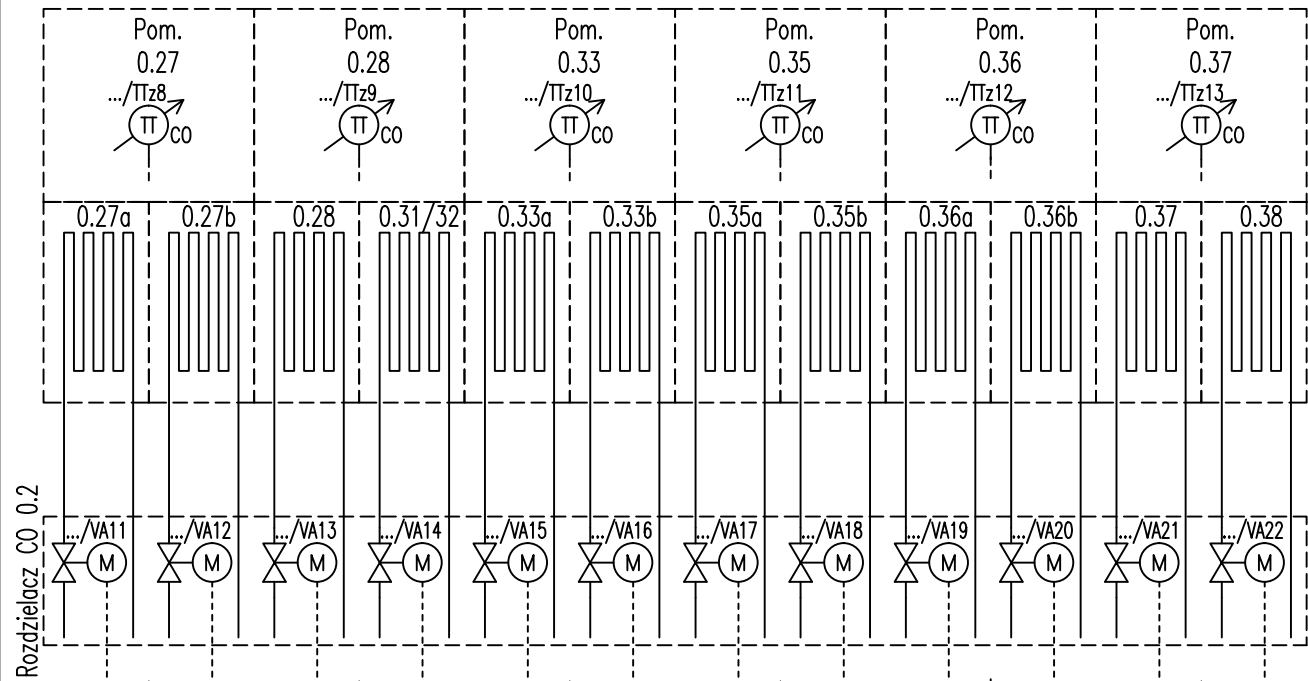 Pom. Pom. Pom. Pom. Pom. Pom.
0.27 0.28 0.33 0.35 0.36 0.37
.../TTz8 .../TTz9 .../TTz10 .../TTz11 .../TTz12 .../TTz13
TT CO TT CO TT CO TT CO TT CO TT CO
0.27a 0.27b 0.28 0.31/32 0.33a 0.33b 0.35a 0.35b 0.36a 0.36b 0.37 0.38
Rozdzielacz CO 0.2
.../VA11 .../VA12 .../VA13 .../VA14 .../VA15 .../VA16 .../VA17 .../VA18 .../VA19 .../VA20 .../VA21 .../VA22
M M M M M M M M M M M M